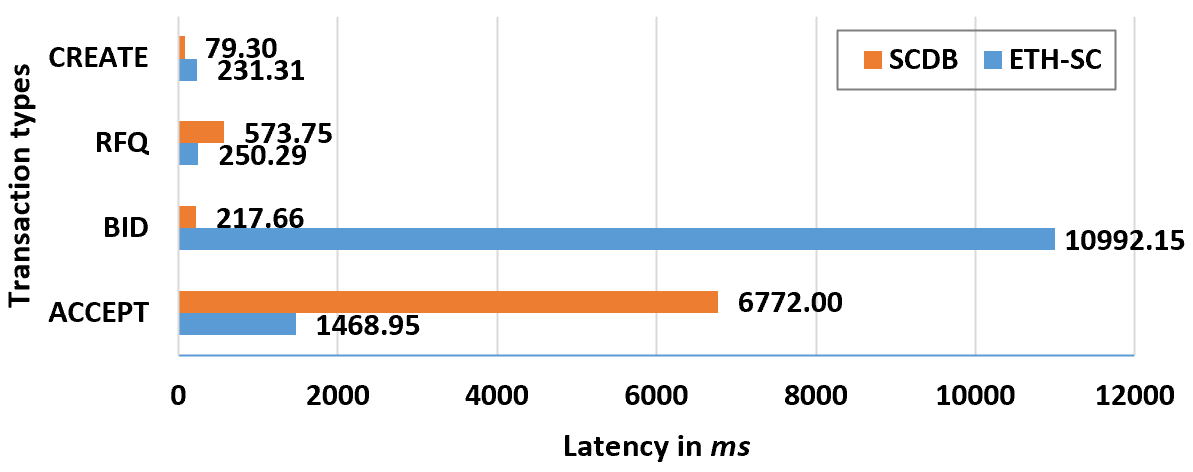 Transaction types
SCDB
ETH-SC
CREATE
79.30
231.31
RFQ
573.75
250.29
BID
217.66
10992.15
ACCEPT
6772.00
1468.95
0 2000 4000 6000 8000 10000 12000
Latency in ms